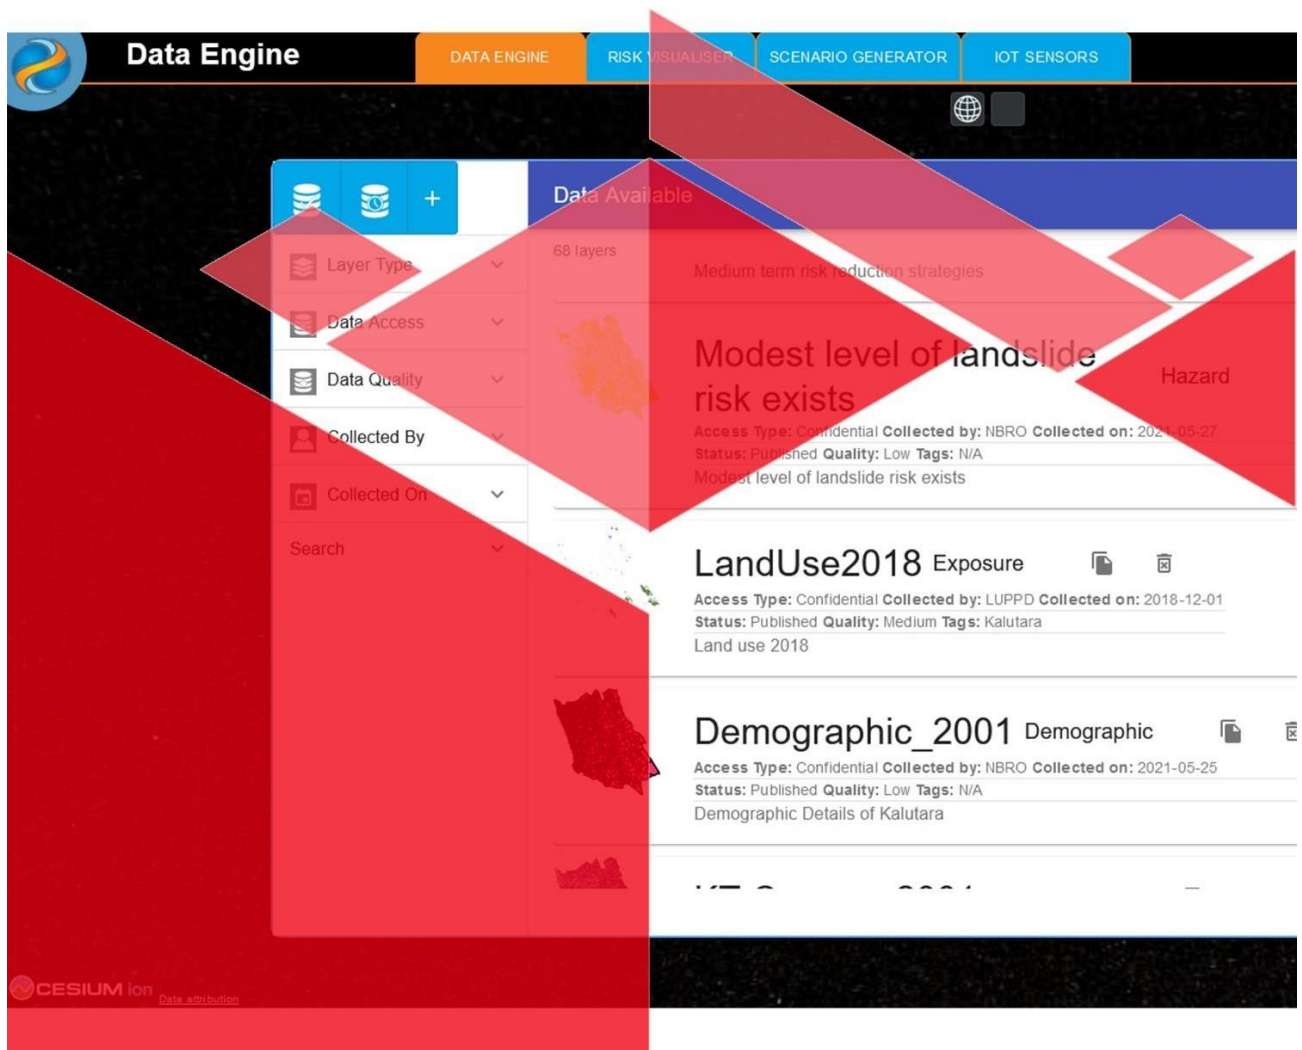 Data Engine
DATA ENGINE
RISK VISUALISER
SCENARIO GENERATOR
IOT SENSORS
Data Available
68 layers
Layer Type
Data Access
Data Quality
Collected By
Collected On
Search
Medium term risk reduction strategies
Modest level of landslide
risk exists
Hazard
Access Type: Confidential Collected by: NBRO Collected on: 2021-05-27
Status: Published Quality: Low Tags: N/A
Modest level of landslide risk exists
LandUse2018 Exposure
Access Type: Confidential Collected by: LUPPD Collected on: 2018-12-01
Status: Published Quality: Medium Tags: Kalutara
Land use 2018
Demographic_2001 Demographic
Access Type: Confidential Collected by: NBRO Collected on: 2021-05-25
Status: Published Quality: Low Tags: N/A
Demographic Details of Kalutara
CESIUM ion
Data attribution